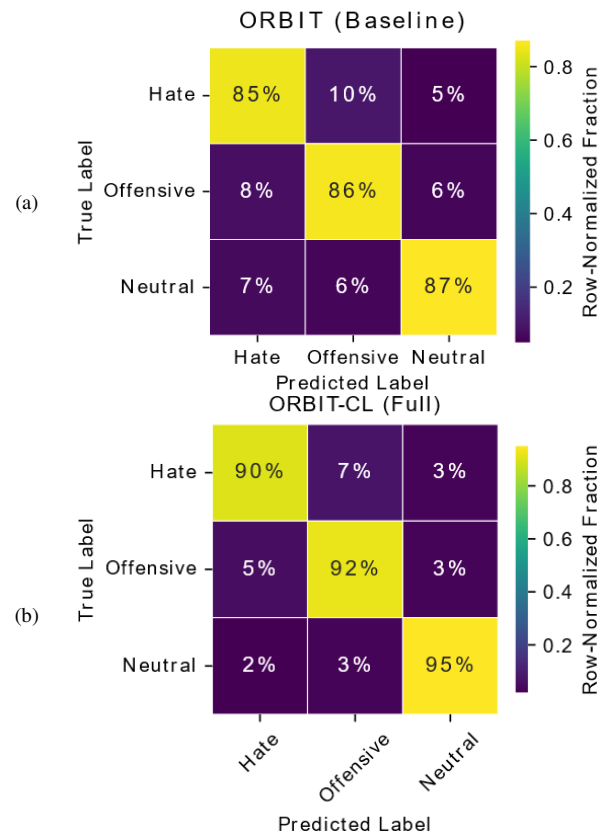 ORBIT (Baseline)
(a)
True Label
Hate
85% 10% 5%
Offensive
8% 86% 6%
Neutral
7% 6% 87%
Hate Offensive Neutral
Predicted Label
0.8
0.6
0.4
0.2
Row-Normalized Fraction
ORBIT-CL (Full)
(b)
True Label
Hate
90% 7% 3%
Offensive
5% 92% 3%
Neutral
2% 3% 95%
Hate Offensive Neutral
Predicted Label
0.8
0.6
0.4
0.2
Row-Normalized Fraction